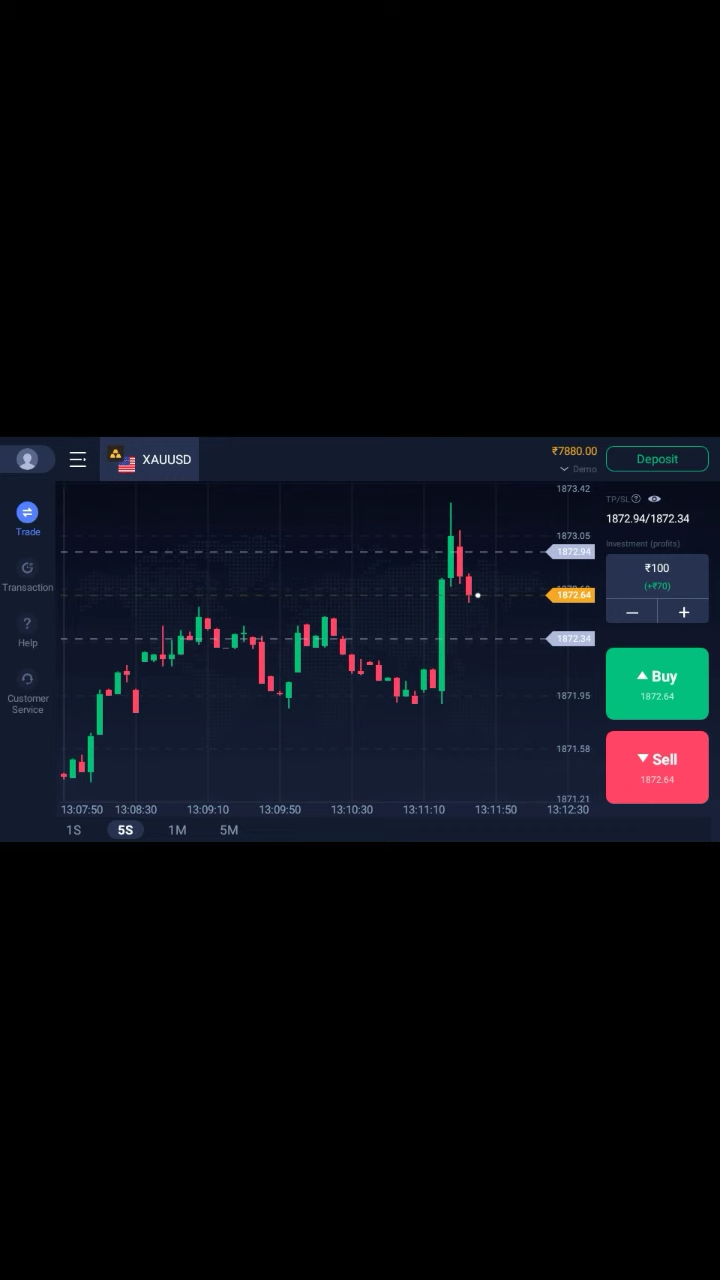 XAUUSD
₹7880.00
Demo
Deposit
Trade
Transaction
Help
Customer
Service
1873.42
1873.05
1872.94
1872.64
1872.34
1871.95
1871.58
1871.21
13:07:50 13:08:30 13:09:10 13:09:50 13:10:30 13:11:10 13:11:50 13:12:30
1S 5S 1M 5M
TP/SL
1872.94/1872.34
Investment (profits)
₹100
(+₹70)
Buy
1872.64
Sell
1872.64